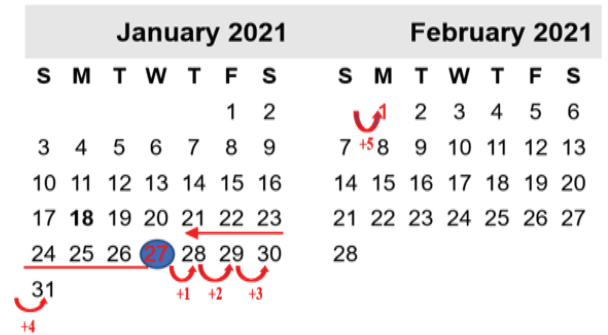 January 2021
S M T W T F S
1 2
3 4 5 6 7 8 9
10 11 12 13 14 15 16
17 18 19 20 21 22 23
24 25 26 27 28 29 30
+1 +2 +3
31
+4
February 2021
S M T W T F S
1 2 3 4 5 6
+5
7 8 9 10 11 12 13
14 15 16 17 18 19 20
21 22 23 24 25 26 27
28